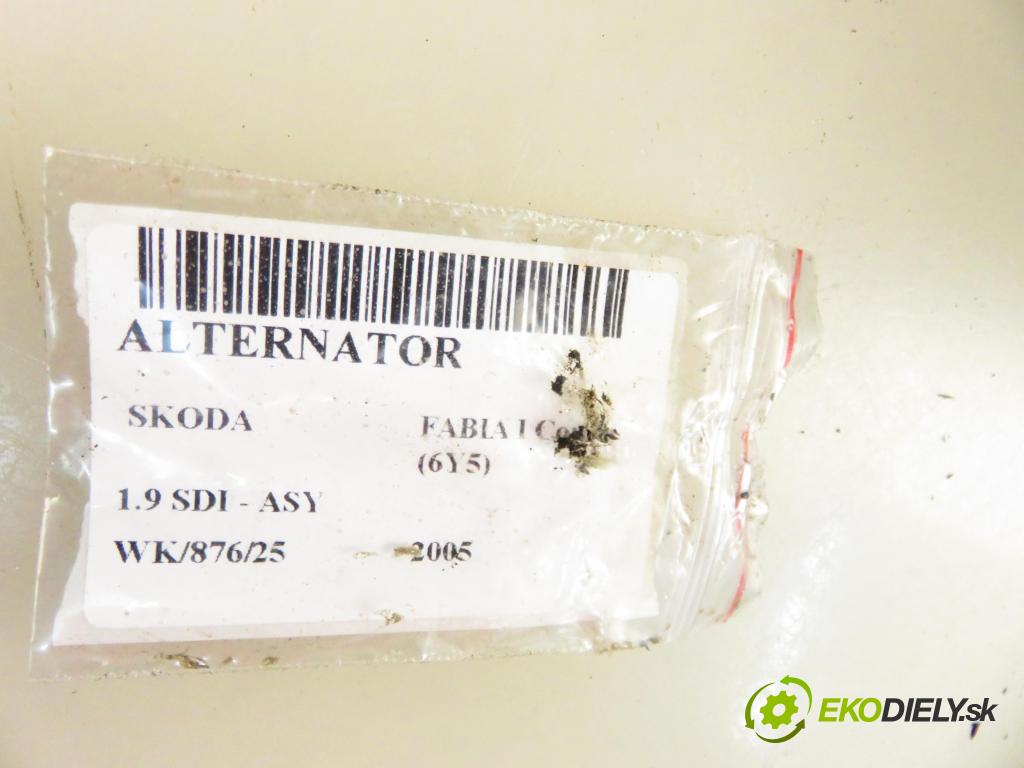 ALTERNATOR
SKODA
FABIA I
(6Y5)
1.9 SDI - ASY
WK/876/25 2005
EKODIELY.sk